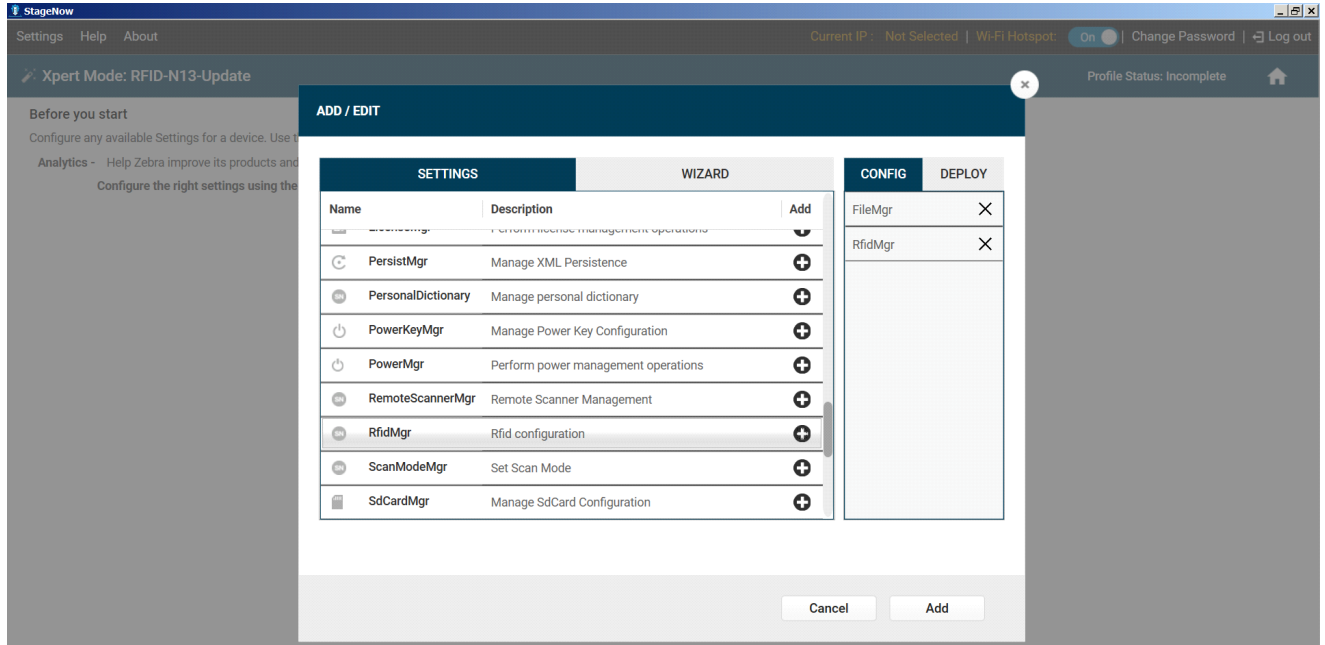 StageNow
Settings Help About Current IP : Not Selected | Wi-Fi Hotspot: On | Change Password | Log out
Xpert Mode: RFID-N13-Update Profile Status: Incomplete
Before you start
Configure any available Settings for a device. Use
Analytics - Help Zebra improve its products and
Configure the right settings using the
ADD / EDIT
SETTINGS WIZARD
Name Description Add
Perform license management operations
PersistMgr Manage XML Persistence
PersonalDictionary Manage personal dictionary
PowerKeyMgr Manage Power Key Configuration
PowerMgr Perform power management operations
RemoteScannerMgr Remote Scanner Management
RfidMgr Rfid configuration
ScanModeMgr Set Scan Mode
SdCardMgr Manage SdCard Configuration
CONFIG DEPLOY
FileMgr
RfidMgr
Cancel Add